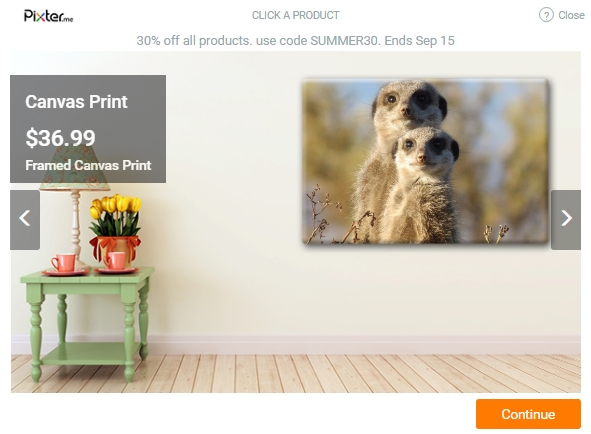 Pixter.me
CLICK A PRODUCT
? Close
30% off all products. use code SUMMER30. Ends Sep 15
Canvas Print
$36.99
Framed Canvas Print
Continue